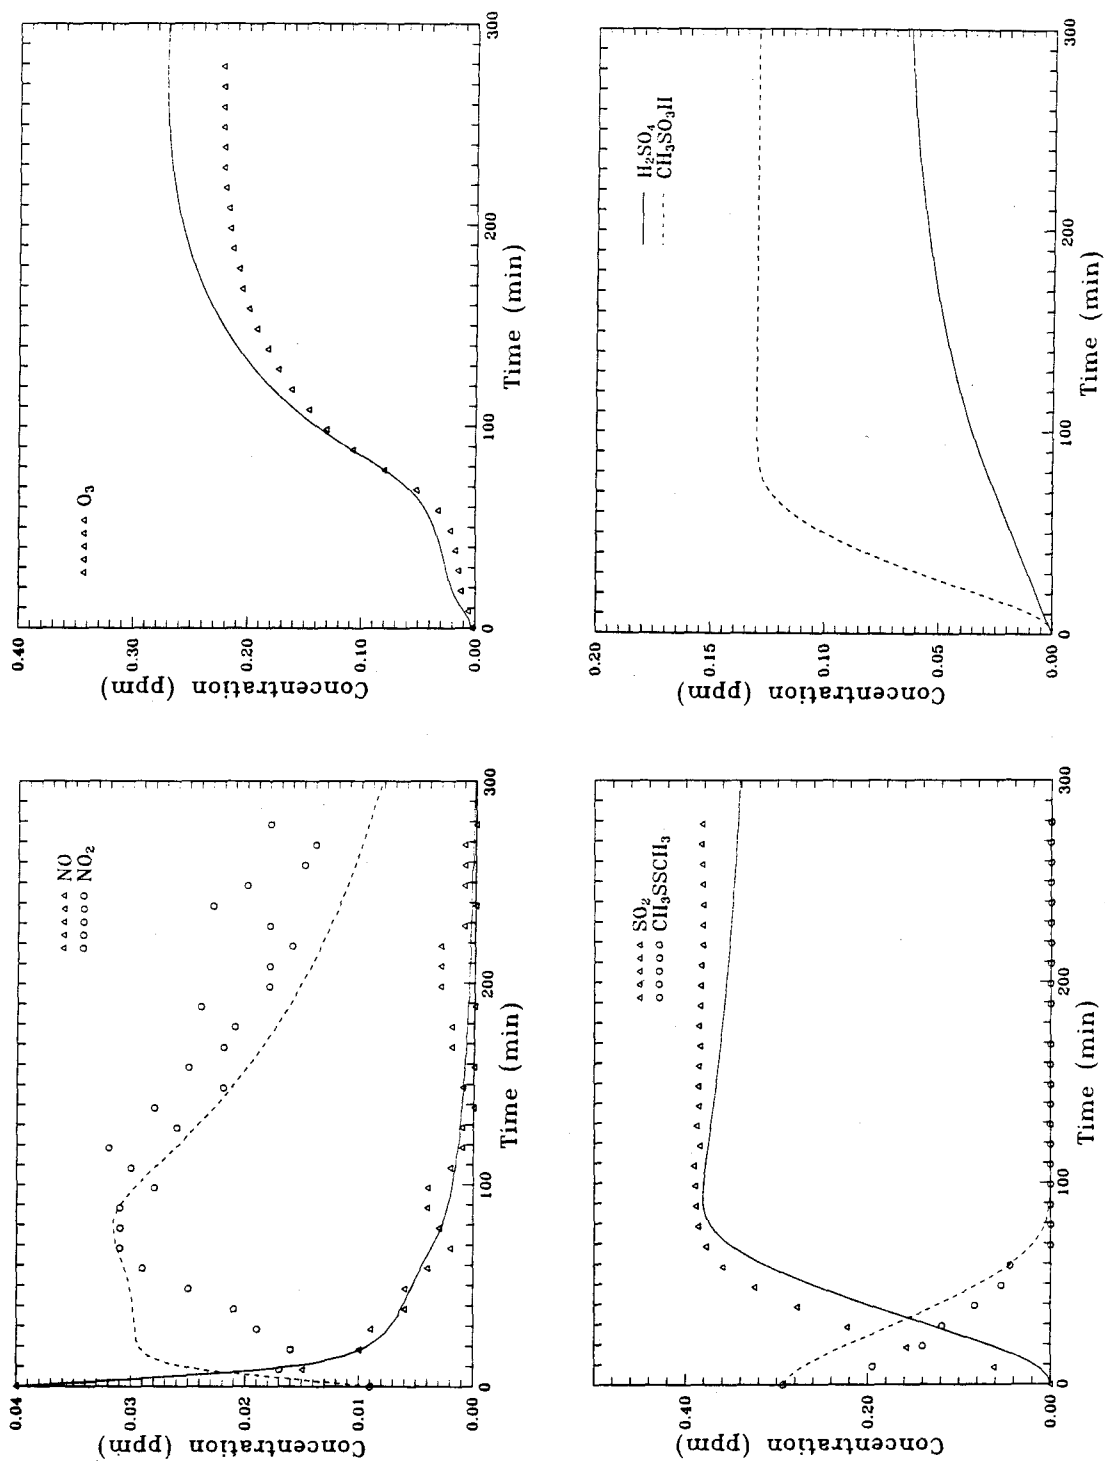 0.04
0.03
0.02
0.01
0.00
Concentration (ppm)
0
100
200
300
Time (min)
NO
NO2
0.40
0.30
0.20
0.10
0.00
Concentration (ppm)
0
100
200
300
Time (min)
O3
0.40
0.20
0.00
Concentration (ppm)
0
100
200
300
Time (min)
SO2
CH3SSCH3
0.20
0.15
0.10
0.05
0.00
Concentration (ppm)
0
100
200
300
Time (min)
H2SO4
CH3SO3H